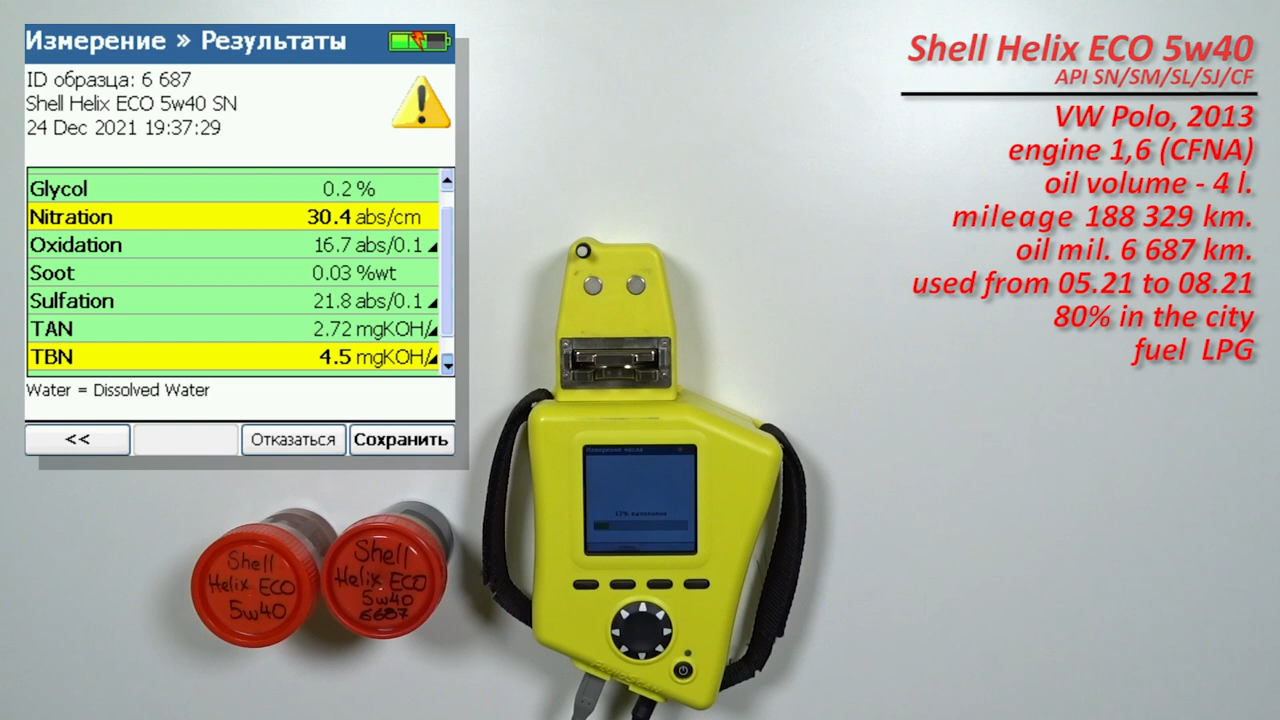 Измерение » Результаты
ID образца: 6 687
Shell Helix ECO 5w40 SN
24 Dec 2021 19:37:29
Glycol 0.2 %
Nitration 30.4 abs/cm
Oxidation 16.7 abs/0.1
Soot 0.03 %wt
Sulfation 21.8 abs/0.1
TAN 2.72 mgKOH/
TBN 4.5 mgKOH/
Water = Dissolved Water
<< Отказаться Сохранить
Shell Helix ECO 5w40
API SN/SM/SL/SJ/CF
VW Polo, 2013
engine 1,6 (CFNA)
oil volume - 4 l.
mileage 188 329 km.
oil mil. 6 687 km.
used from 05.21 to 08.21
80% in the city
fuel LPG
Измерение масла
12% выполнено
Shell
Helix ECO
5w40
Shell
Helix ECO
5w40
6687